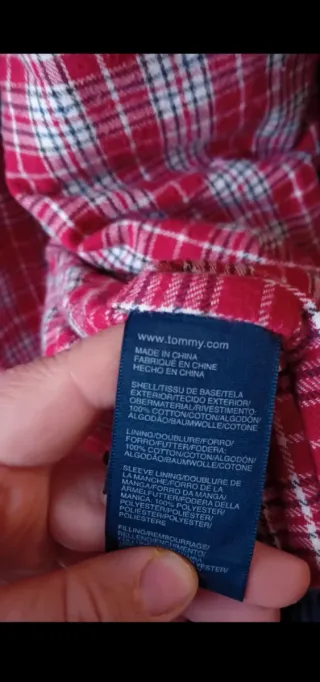 www.tommy.com
MADE IN CHINA
FABRIQUÉ EN CHINE
HECHO EN CHINA
SHELL/TISSU DE BASE/TELA
EXTERIOR/TECIDO EXTERIOR/
OBERMATERIAL/RIVESTIMENTO:
100% COTTON/COTON/ALGODÓN/
ALGODÃO/BAUMWOLLE/COTONE
LINING/DOUBLURE/FORRO/
FORRO/FUTTER/FODERA:
100% COTTON/COTON/ALGODÓN/
ALGODÃO/BAUMWOLLE/COTONE
SLEEVE LINING/DOUBLURE DE
LA MANCHE/FORRO DE LA
MANGA/FORRO DA MANGA/
ÄRMELFUTTER/FODERA DELLA
MANICA: 100% POLYESTER/
POLYESTER/POLIÉSTER/
POLIÉSTER/POLYESTER/
POLIESTERE
FILLING/REMBOURRAGE/